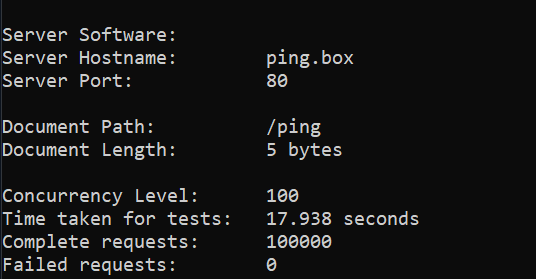 Server Software:
Server Hostname: ping.box
Server Port: 80
Document Path: /ping
Document Length: 5 bytes
Concurrency Level: 100
Time taken for tests: 17.938 seconds
Complete requests: 100000
Failed requests: 0